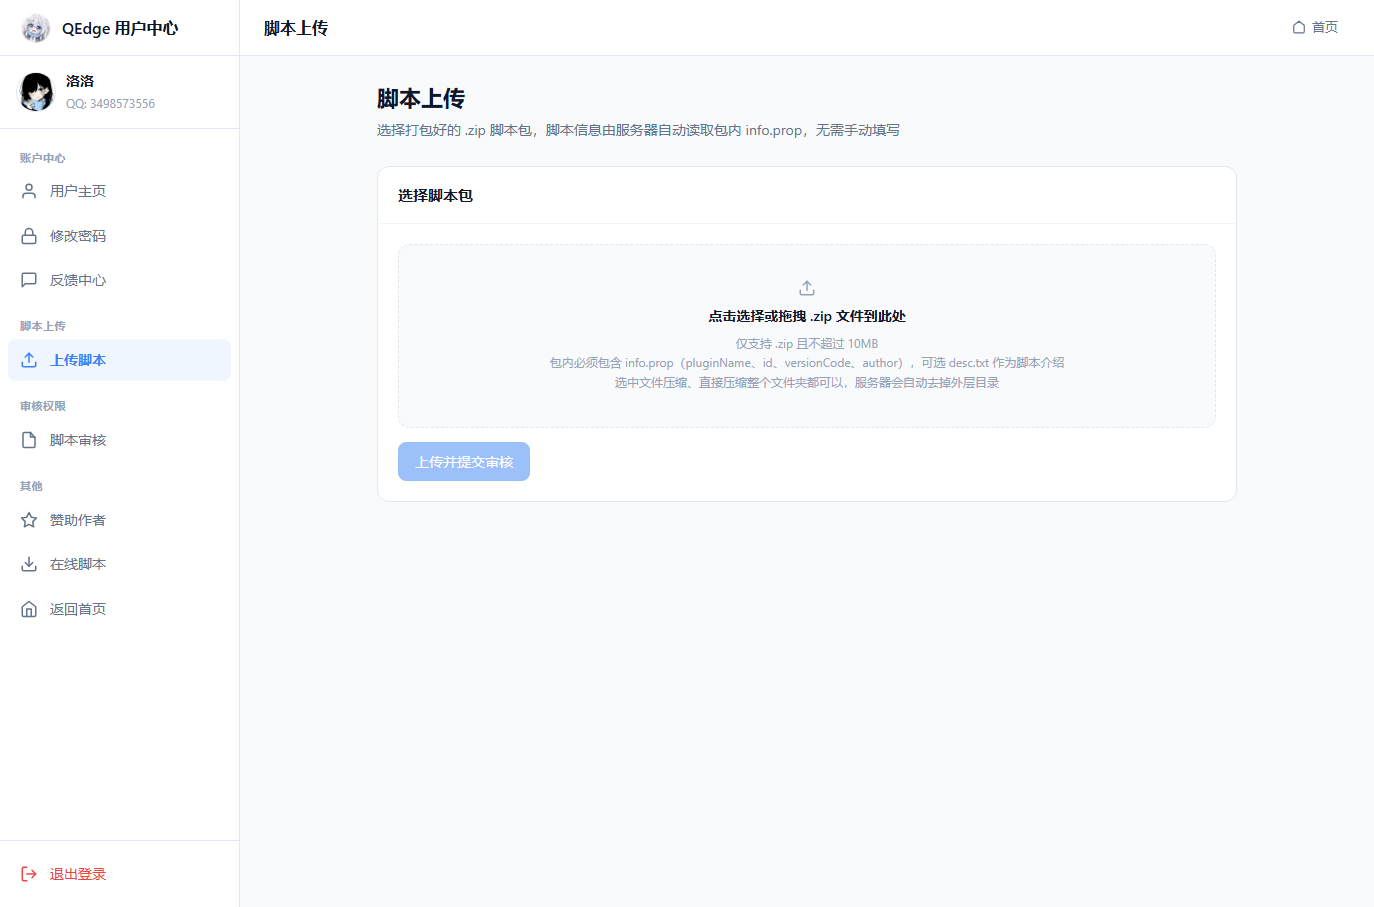 QEdge 用户中心
脚本上传
首页
洛洛
QQ: 3498573556
账户中心
用户主页
修改密码
反馈中心
脚本上传
上传脚本
审核权限
脚本审核
其他
赞助作者
在线脚本
返回首页
退出登录
脚本上传
选择打包好的 .zip 脚本包，脚本信息由服务器自动读取包内 info.prop，无需手动填写
选择脚本包
点击选择或拖拽 .zip 文件到此处
仅支持 .zip 且不超过 10MB
包内必须包含 info.prop（pluginName、id、versionCode、author），可选 desc.txt 作为脚本介绍
选中文件压缩、直接压缩整个文件夹都可以，服务器会自动去掉外层目录
上传并提交审核